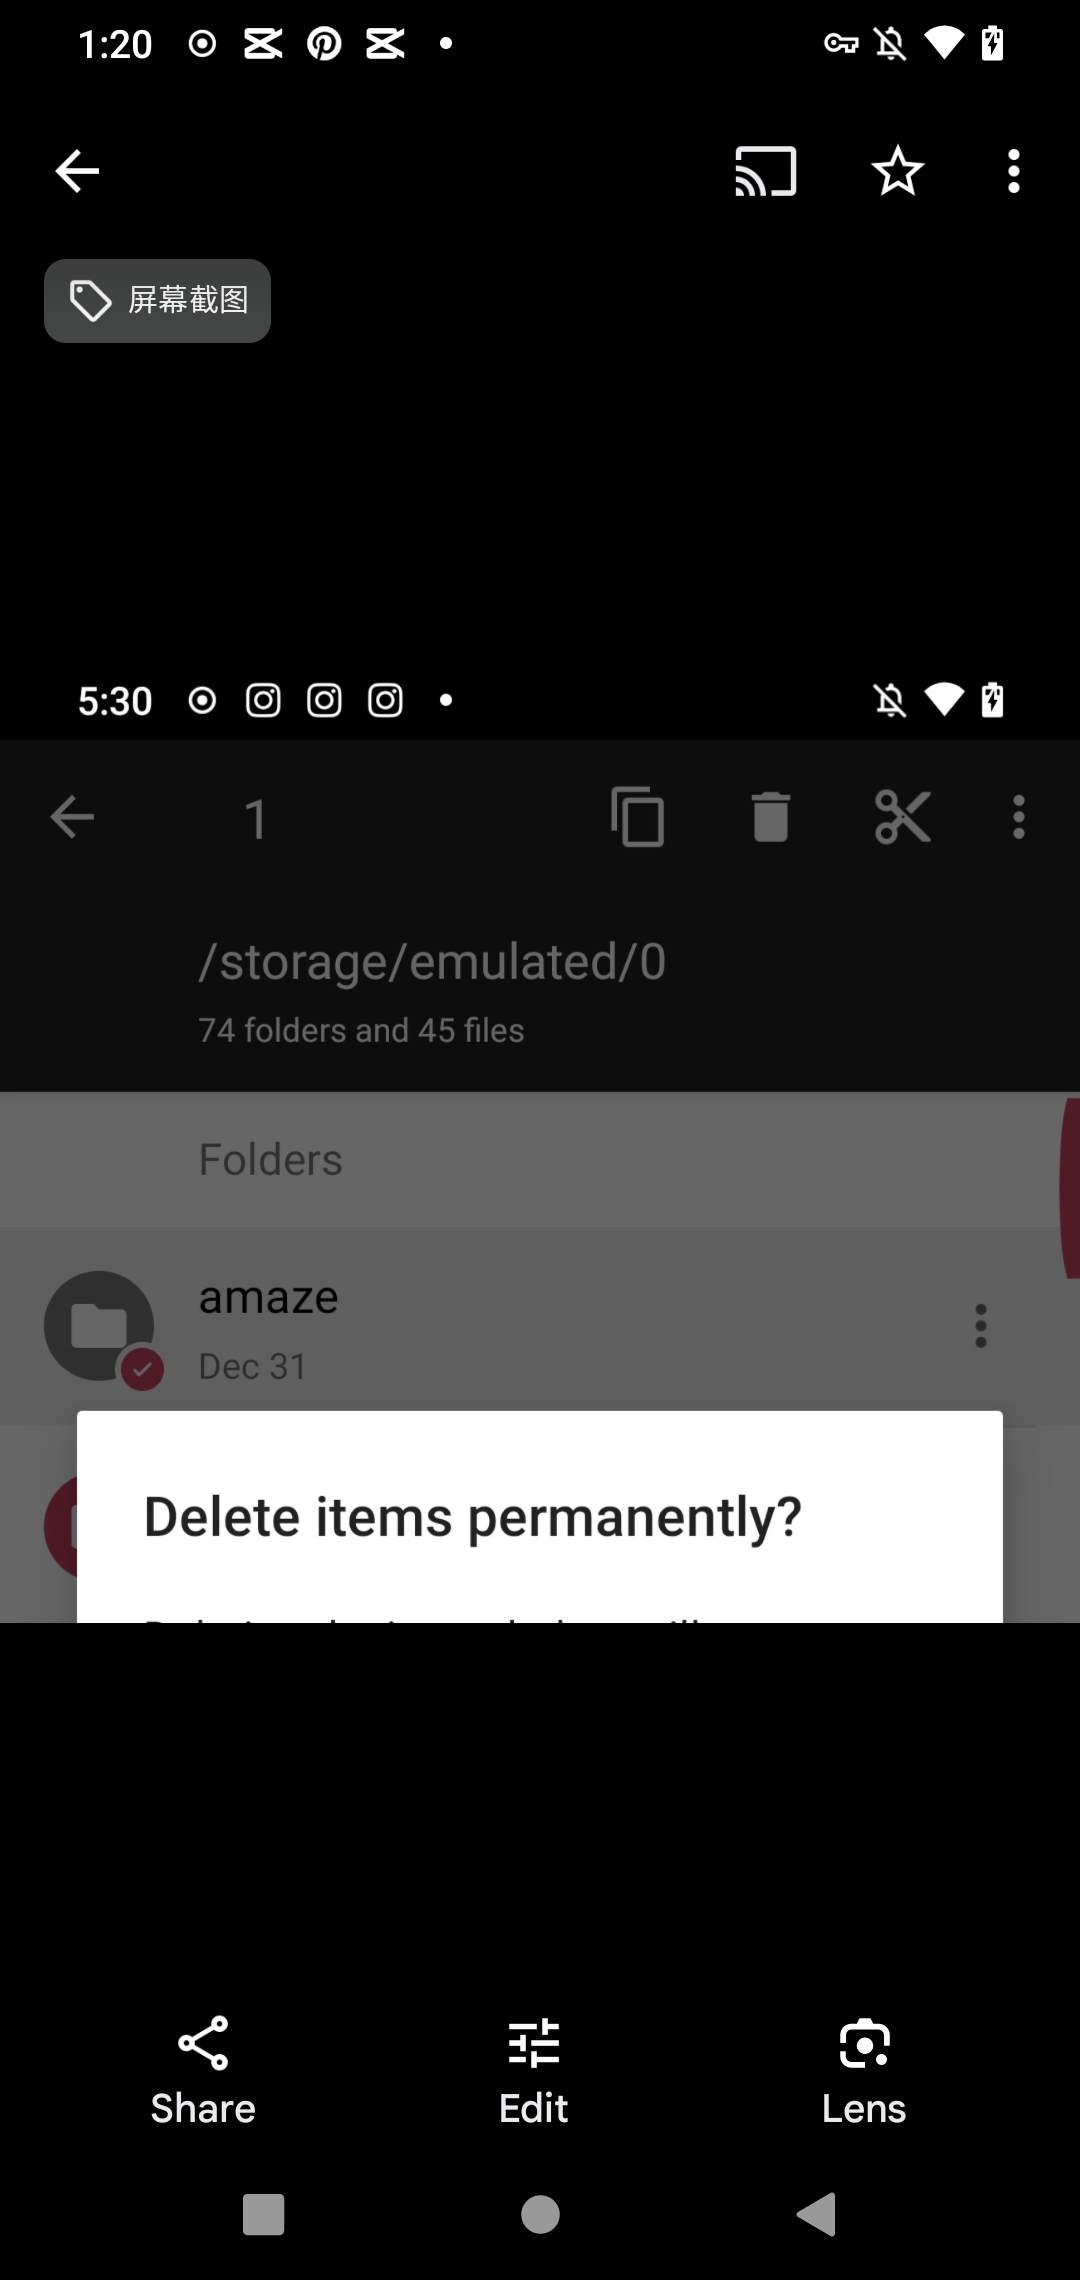 1:20
屏幕截图
5:30
1
/storage/emulated/0
74 folders and 45 files
Folders
amaze
Dec 31
Delete items permanently?
Share
Edit
Lens